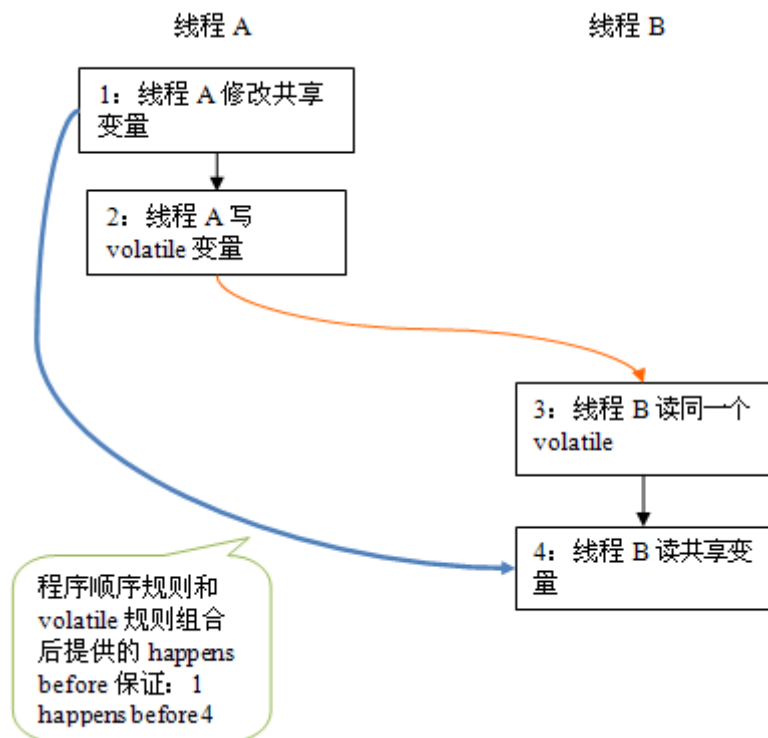 线程 A
线程 B
1：线程 A 修改共享
变量
2：线程 A 写
volatile 变量
3：线程 B 读同一个
volatile
4：线程 B 读共享变
量
程序顺序规则和
volatile 规则组合
后提供的 happens
before 保证：1
happens before 4